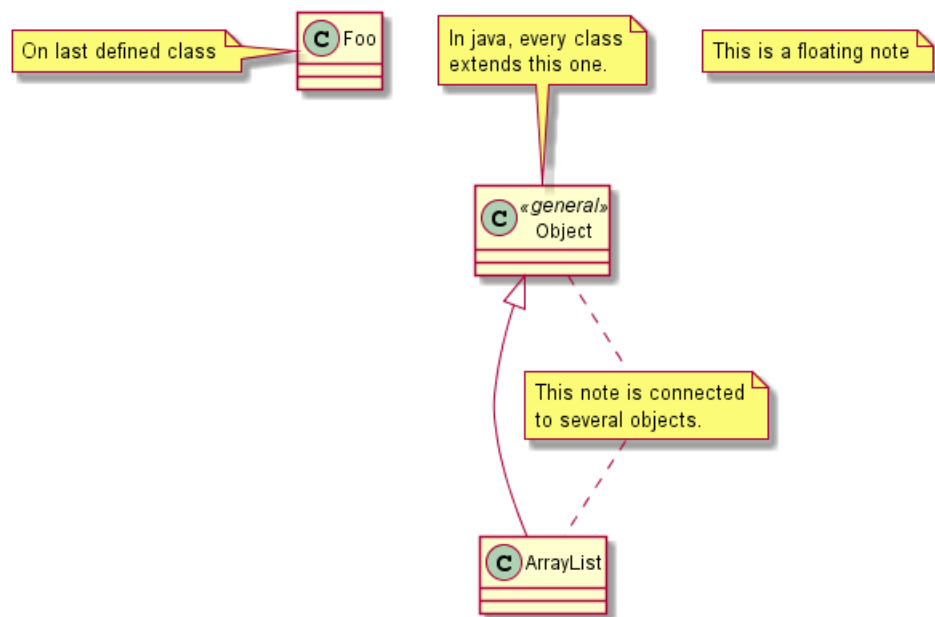 On last defined class
C Foo
In java, every class
extends this one.
This is a floating note
C «general»
Object
This note is connected
to several objects.
C ArrayList